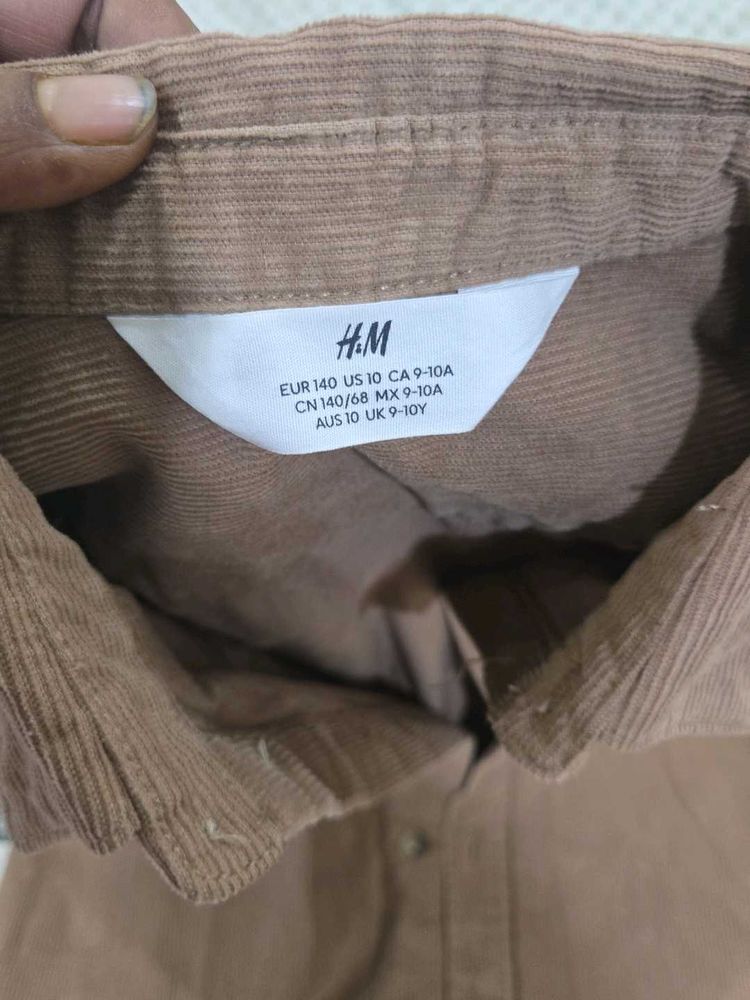 H&M
EUR 140 US 10 CA 9-10A
CN 140/68 MX 9-10A
AUS 10 UK 9-10Y